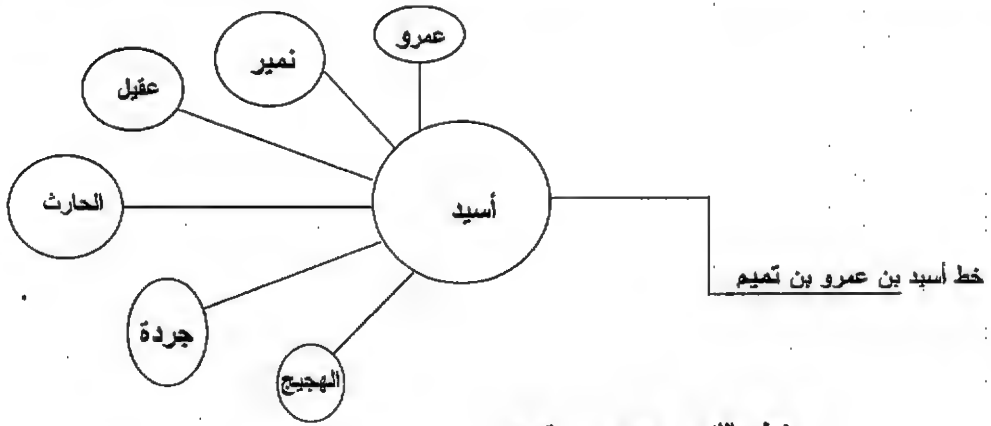 عمرو
نمير
عقيل
الحارث
أسيد
جردة
الهجيج
خط أسيد بن عمرو بن تميم